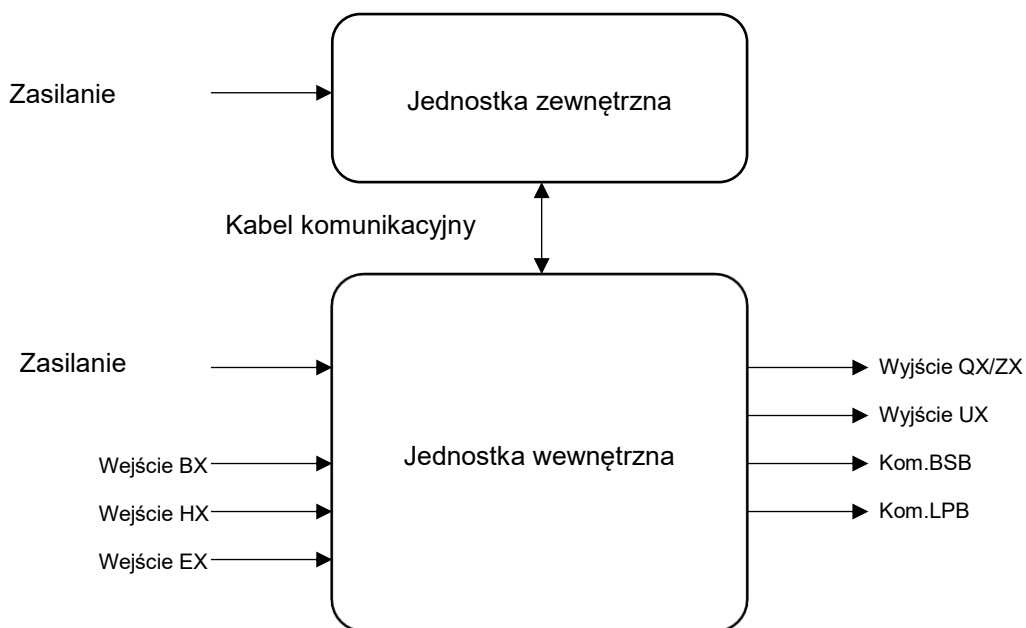 Zasilanie
Jednostka zewnętrzna
Kabel komunikacyjny
Zasilanie
Wyjście QX/ZX
Wyjście UX
Jednostka wewnętrzna
Wejście BX
Kom.BSB
Wejście HX
Kom.LPB
Wejście EX